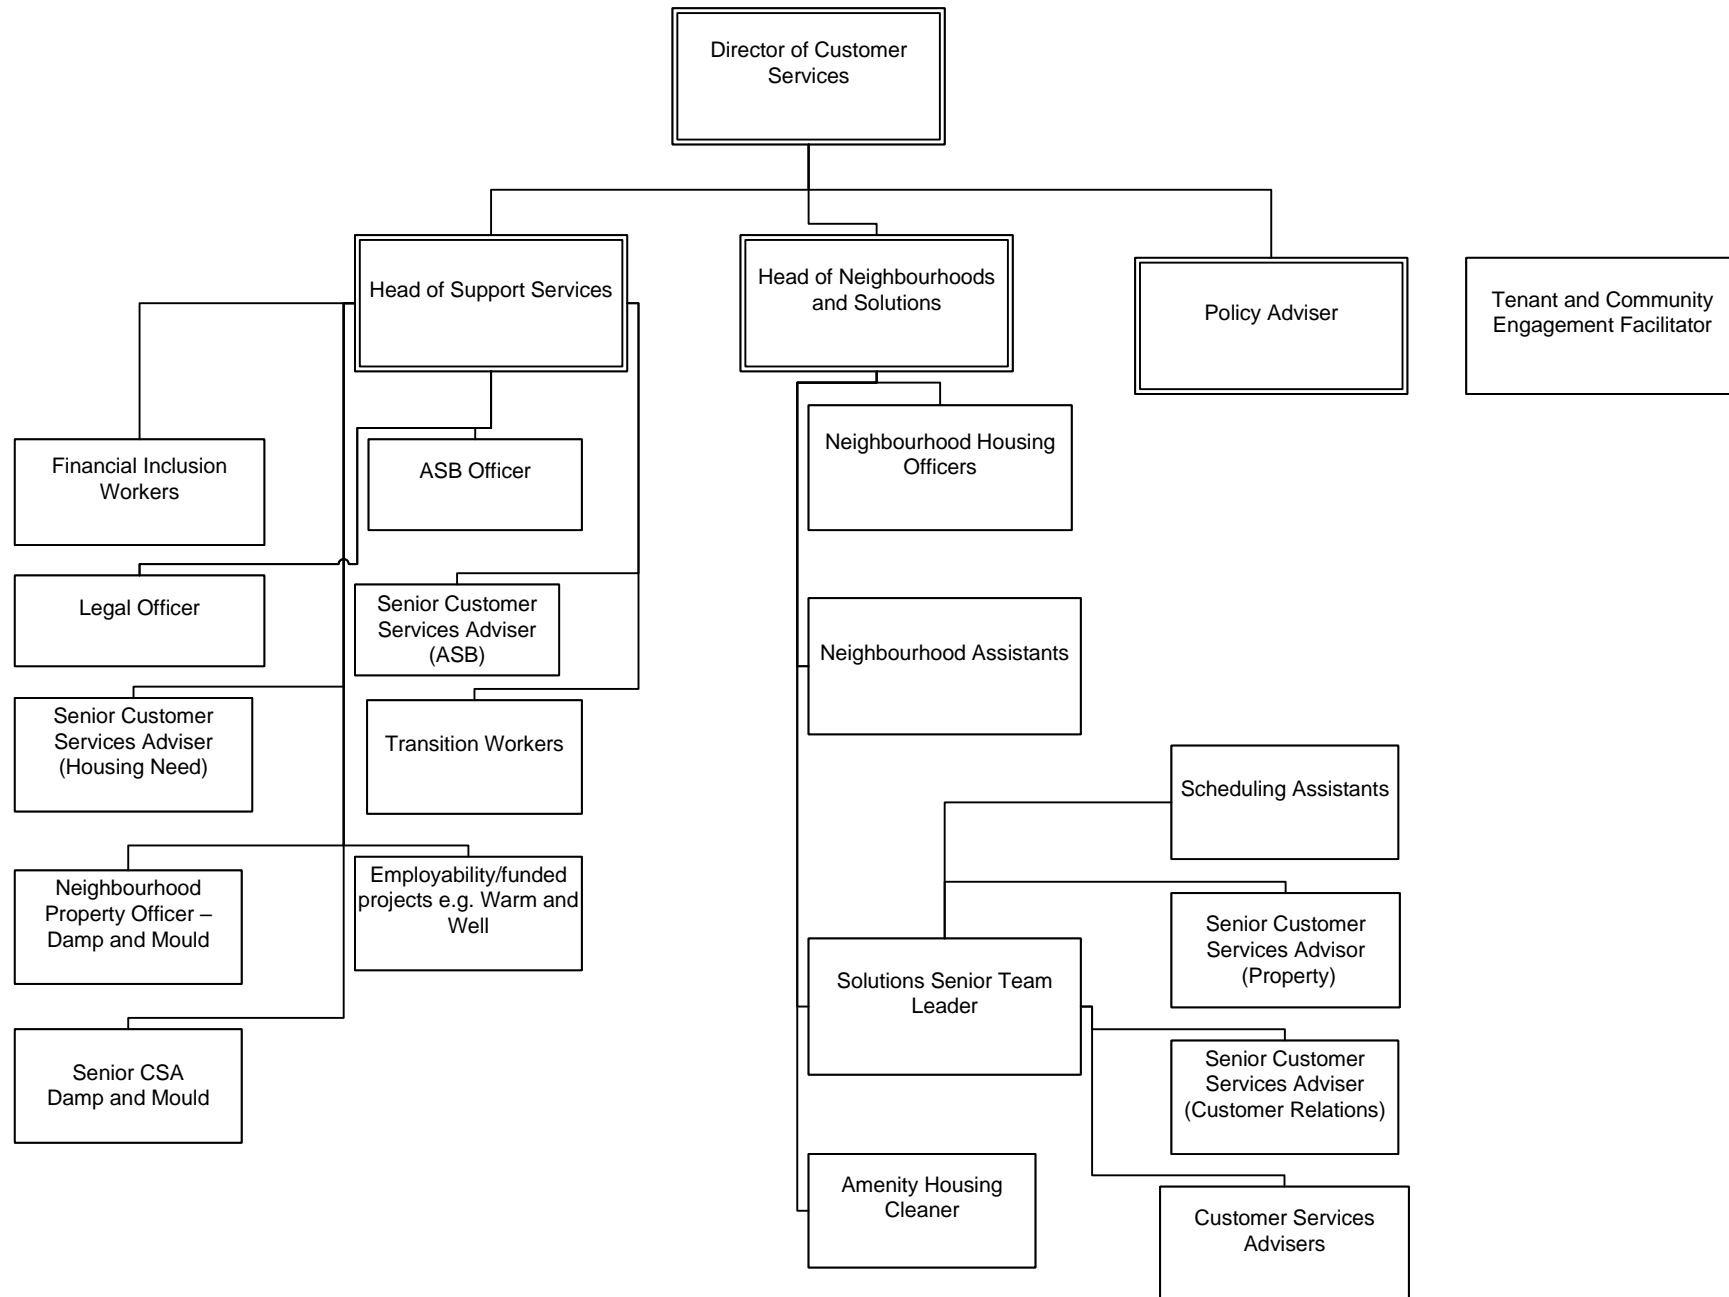 Director of Customer
Services
Head of Support Services
Head of Neighbourhoods
and Solutions
Policy Adviser
Tenant and Community
Engagement Facilitator
Financial Inclusion
Workers
ASB Officer
Neighbourhood Housing
Officers
Legal Officer
Senior Customer
Services Adviser
(ASB)
Neighbourhood Assistants
Senior Customer
Services Adviser
(Housing Need)
Transition Workers
Scheduling Assistants
Neighbourhood
Property Officer –
Damp and Mould
Employability/funded
projects e.g. Warm and
Well
Senior Customer
Services Advisor
(Property)
Solutions Senior Team
Leader
Senior CSA
Damp and Mould
Senior Customer
Services Adviser
(Customer Relations)
Amenity Housing
Cleaner
Customer Services
Advisers